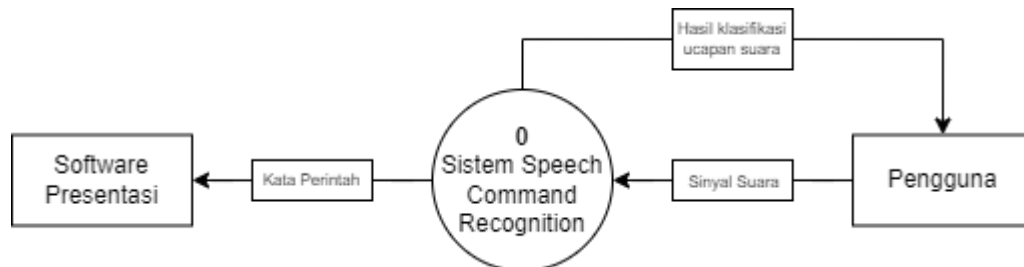 Hasil klasifikasi
ucapan suara
0
Sistem Speech
Command
Recognition
Software
Presentasi
Kata Perintah
Sinyal Suara
Pengguna